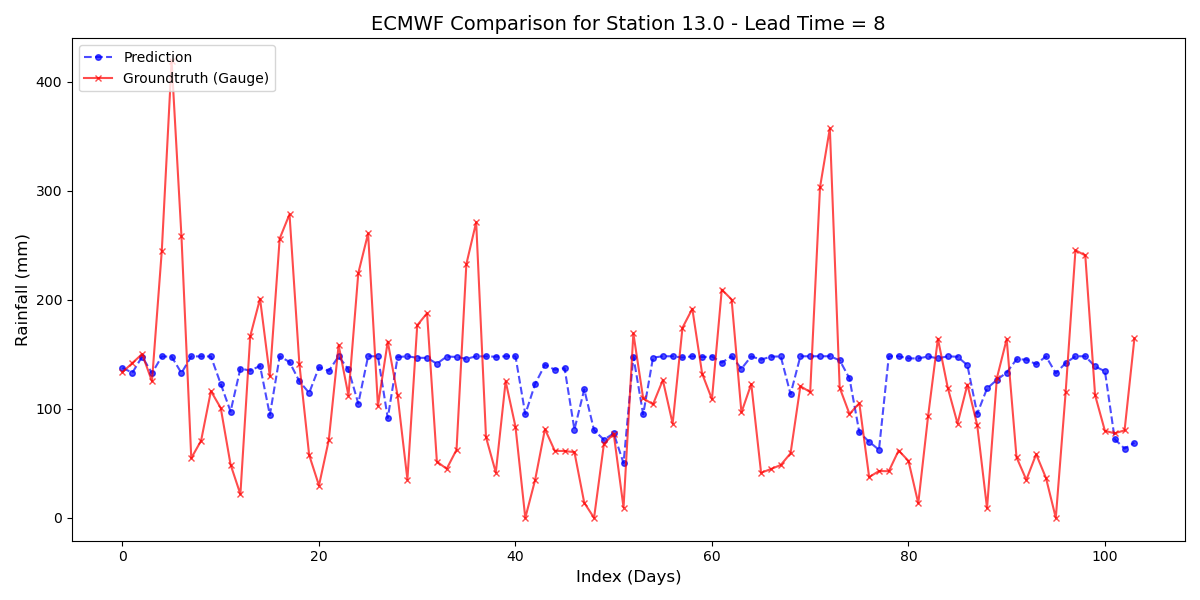 ECMWF Comparison for Station 13.0 - Lead Time = 8
Prediction
Groundtruth (Gauge)
Rainfall (mm)
400
300
200
100
0
0 20 40 60 80 100
Index (Days)